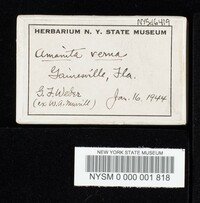 HERBARIUM N. Y. STATE MUSEUM
Amanita verna
Gainesville, Fla.
G.F. Weber
(ex W.A. Murrill)
Jan. 16, 1944
NEW YORK STATE MUSEUM
NYSM 0 000 001 818